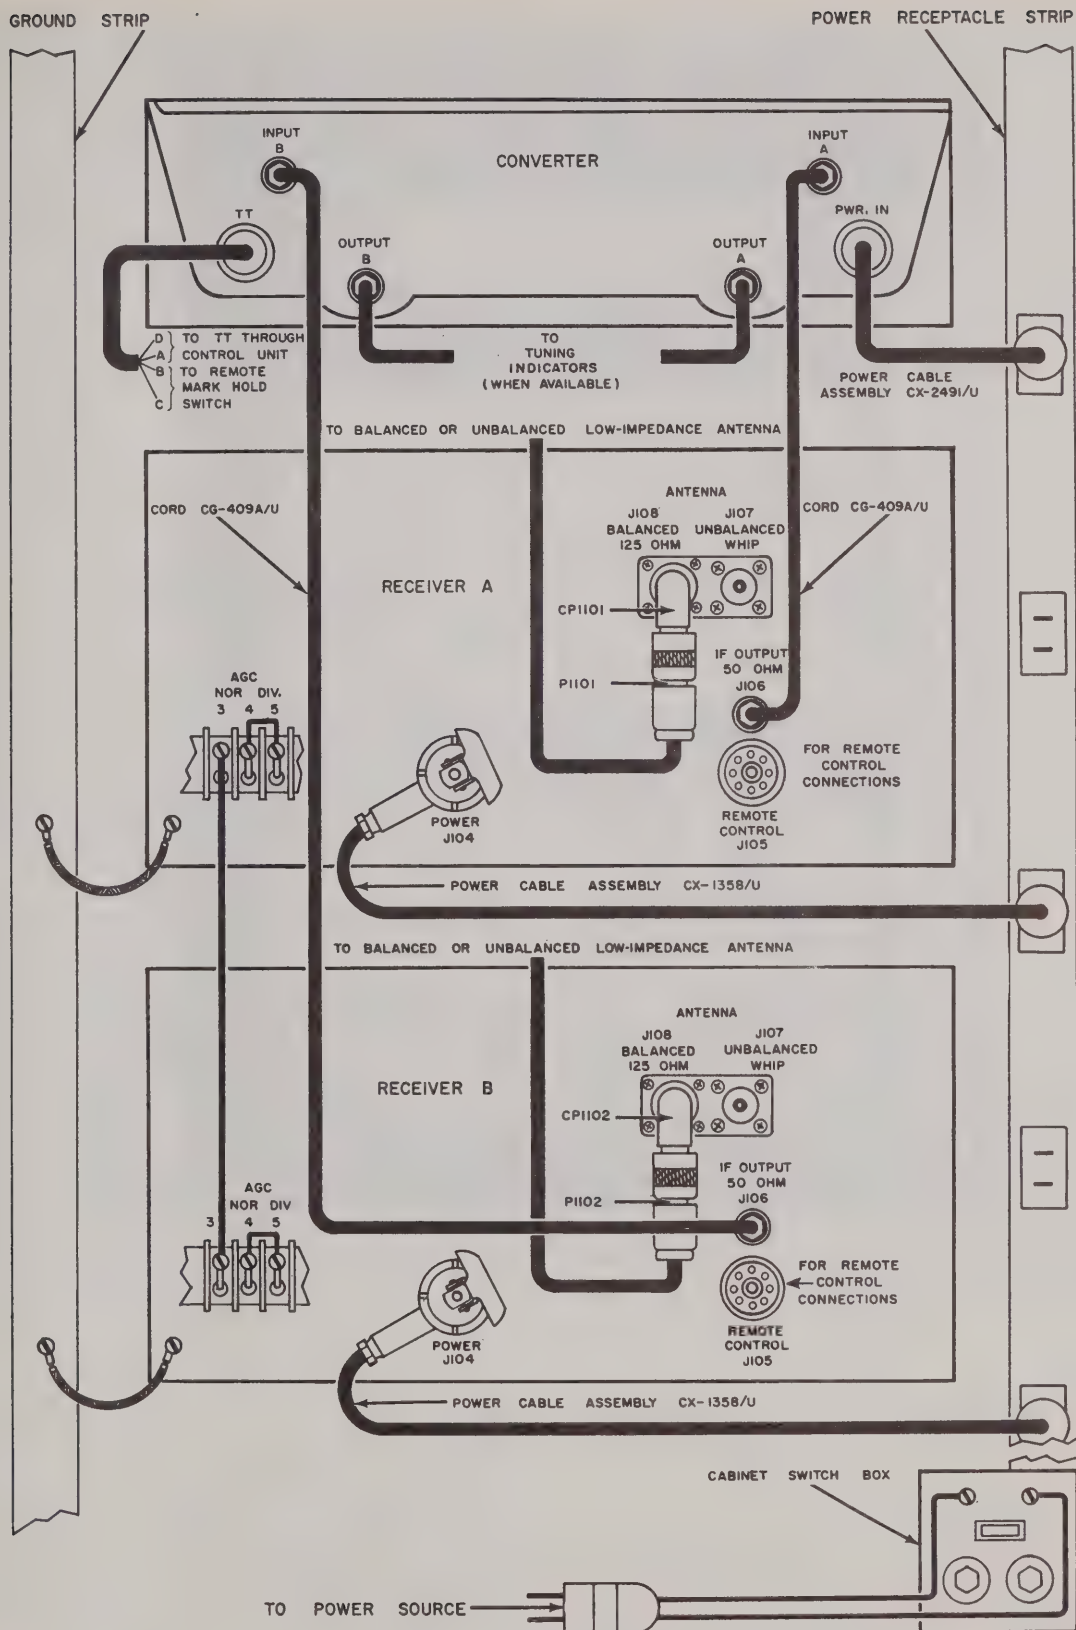 GROUND STRIP
POWER RECEPTACLE STRIP
INPUT
B
CONVERTER
INPUT
A
TT
PWR. IN
OUTPUT
B
OUTPUT
A
D } TO TT THROUGH
A } CONTROL UNIT
B } TO REMOTE
MARK HOLD
C } SWITCH
TO
TUNING
INDICATORS
(WHEN AVAILABLE)
POWER CABLE
ASSEMBLY CX-2491/U
TO BALANCED OR UNBALANCED LOW-IMPEDANCE ANTENNA
CORD CG-409A/U
RECEIVER A
ANTENNA
J108
BALANCED
125 OHM
J107
UNBALANCED
WHIP
CORD CG-409A/U
CP1101
P1101
IF OUTPUT
50 OHM
J106
AGC
NOR DIV.
3 4 5
FOR REMOTE
CONTROL
CONNECTIONS
POWER
J104
REMOTE
CONTROL
J105
POWER CABLE ASSEMBLY CX-1358/U
TO BALANCED OR UNBALANCED LOW-IMPEDANCE ANTENNA
RECEIVER B
ANTENNA
J108
BALANCED
125 OHM
J107
UNBALANCED
WHIP
CP1102
P1102
IF OUTPUT
50 OHM
J106
AGC
NOR DIV
3 4 5
FOR REMOTE
CONTROL
CONNECTIONS
POWER
J104
REMOTE
CONTROL
J105
POWER CABLE ASSEMBLY CX-1358/U
CABINET SWITCH BOX
TO POWER SOURCE